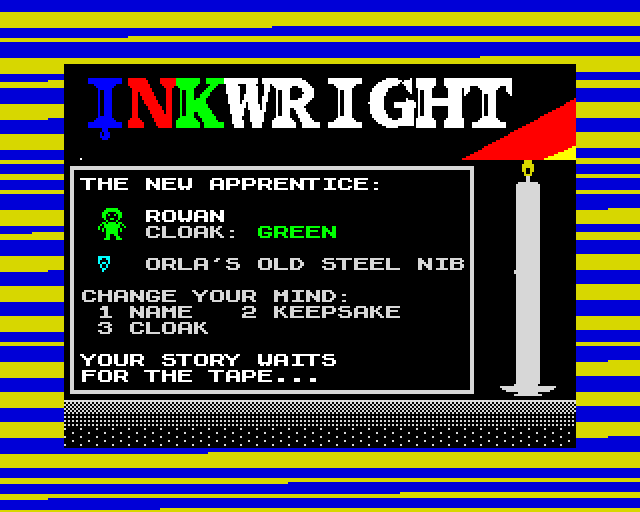 INKWRIGHT
THE NEW APPRENTICE:
ROWAN
CLOAK: GREEN
ORLA'S OLD STEEL NIB
CHANGE YOUR MIND:
1 NAME 2 KEEPSAKE
3 CLOAK
YOUR STORY WAITS
FOR THE TAPE...